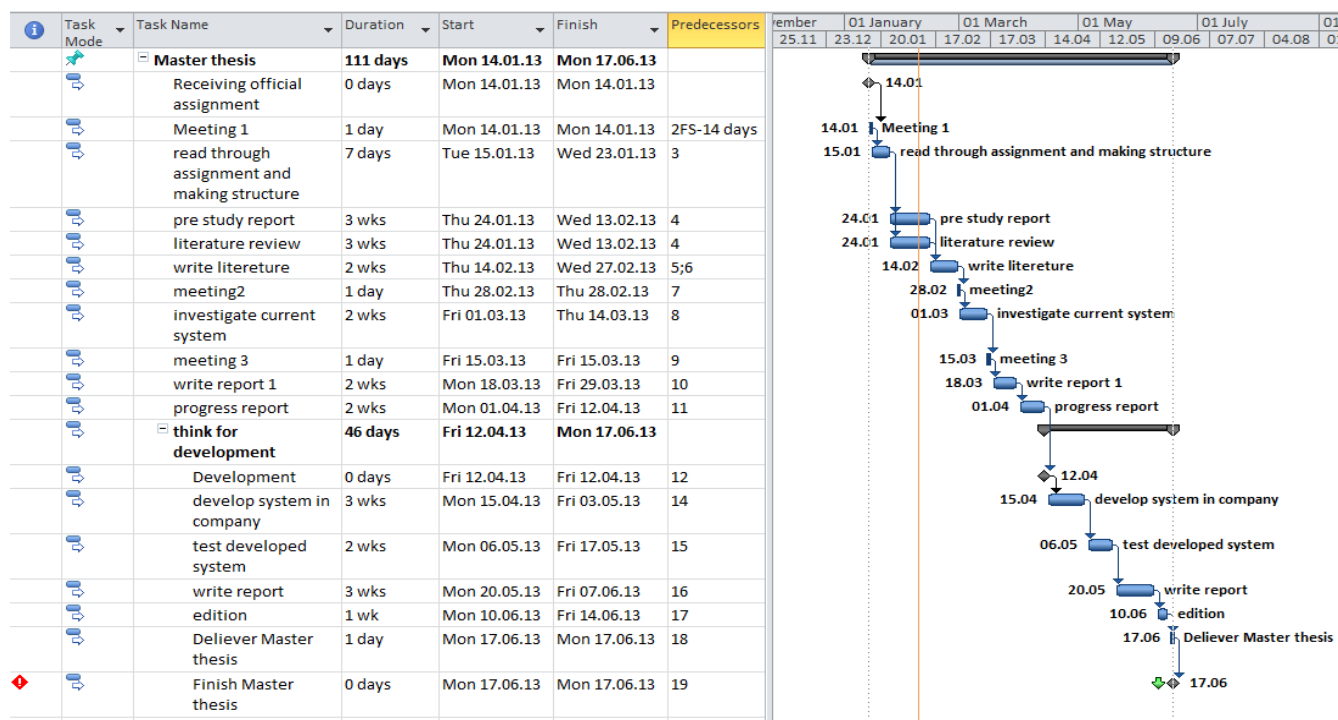 Task Mode Task Name Duration Start Finish Predecessors
vember 01 January 01 March 01 May 01 July 01
25.11 23.12 20.01 17.02 17.03 14.04 12.05 09.06 07.07 04.08 0
Master thesis 111 days Mon 14.01.13 Mon 17.06.13
Receiving official assignment 0 days Mon 14.01.13 Mon 14.01.13 14.01
Meeting 1 1 day Mon 14.01.13 Mon 14.01.13 2FS-14 days 14.01 Meeting 1
read through assignment and making structure 7 days Tue 15.01.13 Wed 23.01.13 3 15.01 read through assignment and making structure
pre study report 3 wks Thu 24.01.13 Wed 13.02.13 4 24.01 pre study report
literature review 3 wks Thu 24.01.13 Wed 13.02.13 4 24.01 literature review
write litereture 2 wks Thu 14.02.13 Wed 27.02.13 5;6 14.02 write litereture
meeting2 1 day Thu 28.02.13 Thu 28.02.13 7 28.02 meeting2
investigate current system 2 wks Fri 01.03.13 Thu 14.03.13 8 01.03 investigate current system
meeting 3 1 day Fri 15.03.13 Fri 15.03.13 9 15.03 meeting 3
write report 1 2 wks Mon 18.03.13 Fri 29.03.13 10 18.03 write report 1
progress report 2 wks Mon 01.04.13 Fri 12.04.13 11 01.04 progress report
think for development 46 days Fri 12.04.13 Mon 17.06.13
Development 0 days Fri 12.04.13 Fri 12.04.13 12 12.04
develop system in company 3 wks Mon 15.04.13 Fri 03.05.13 14 15.04 develop system in company
test developed system 2 wks Mon 06.05.13 Fri 17.05.13 15 06.05 test developed system
write report 3 wks Mon 20.05.13 Fri 07.06.13 16 20.05 write report
edition 1 wk Mon 10.06.13 Fri 14.06.13 17 10.06 edition
Deliever Master thesis 1 day Mon 17.06.13 Mon 17.06.13 18 17.06 Deliever Master thesis
Finish Master thesis 0 days Mon 17.06.13 Mon 17.06.13 19 17.06